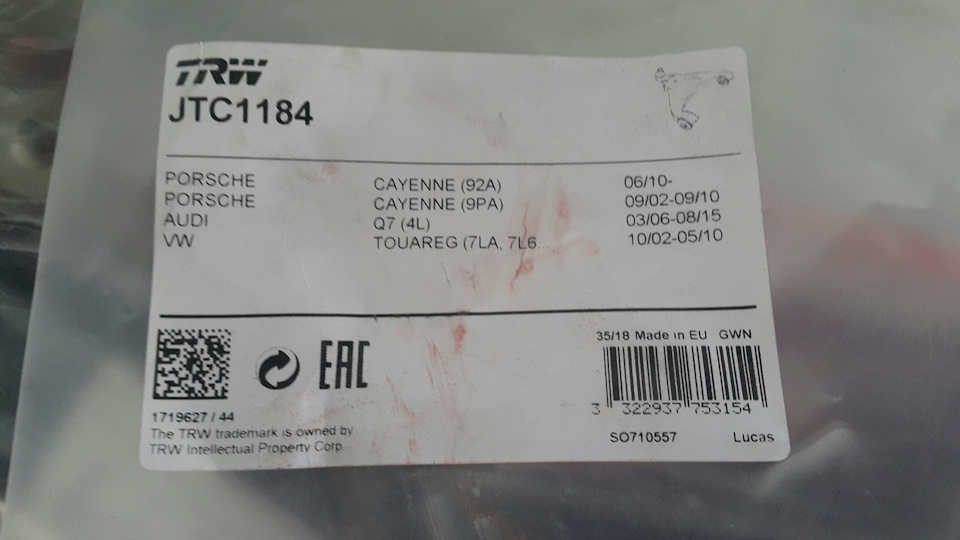 TRW
JTC1184
PORSCHE CAYENNE (92A) 06/10-
PORSCHE CAYENNE (9PA) 09/02-09/10
AUDI Q7 (4L) 03/06-08/15
VW TOUAREG (7LA, 7L6... 10/02-05/10
EAC
35/18 Made in EU GWN
3 322937 753154
1719627 / 44
The TRW trademark is owned by
TRW Intellectual Property Corp
SO710557 Lucas